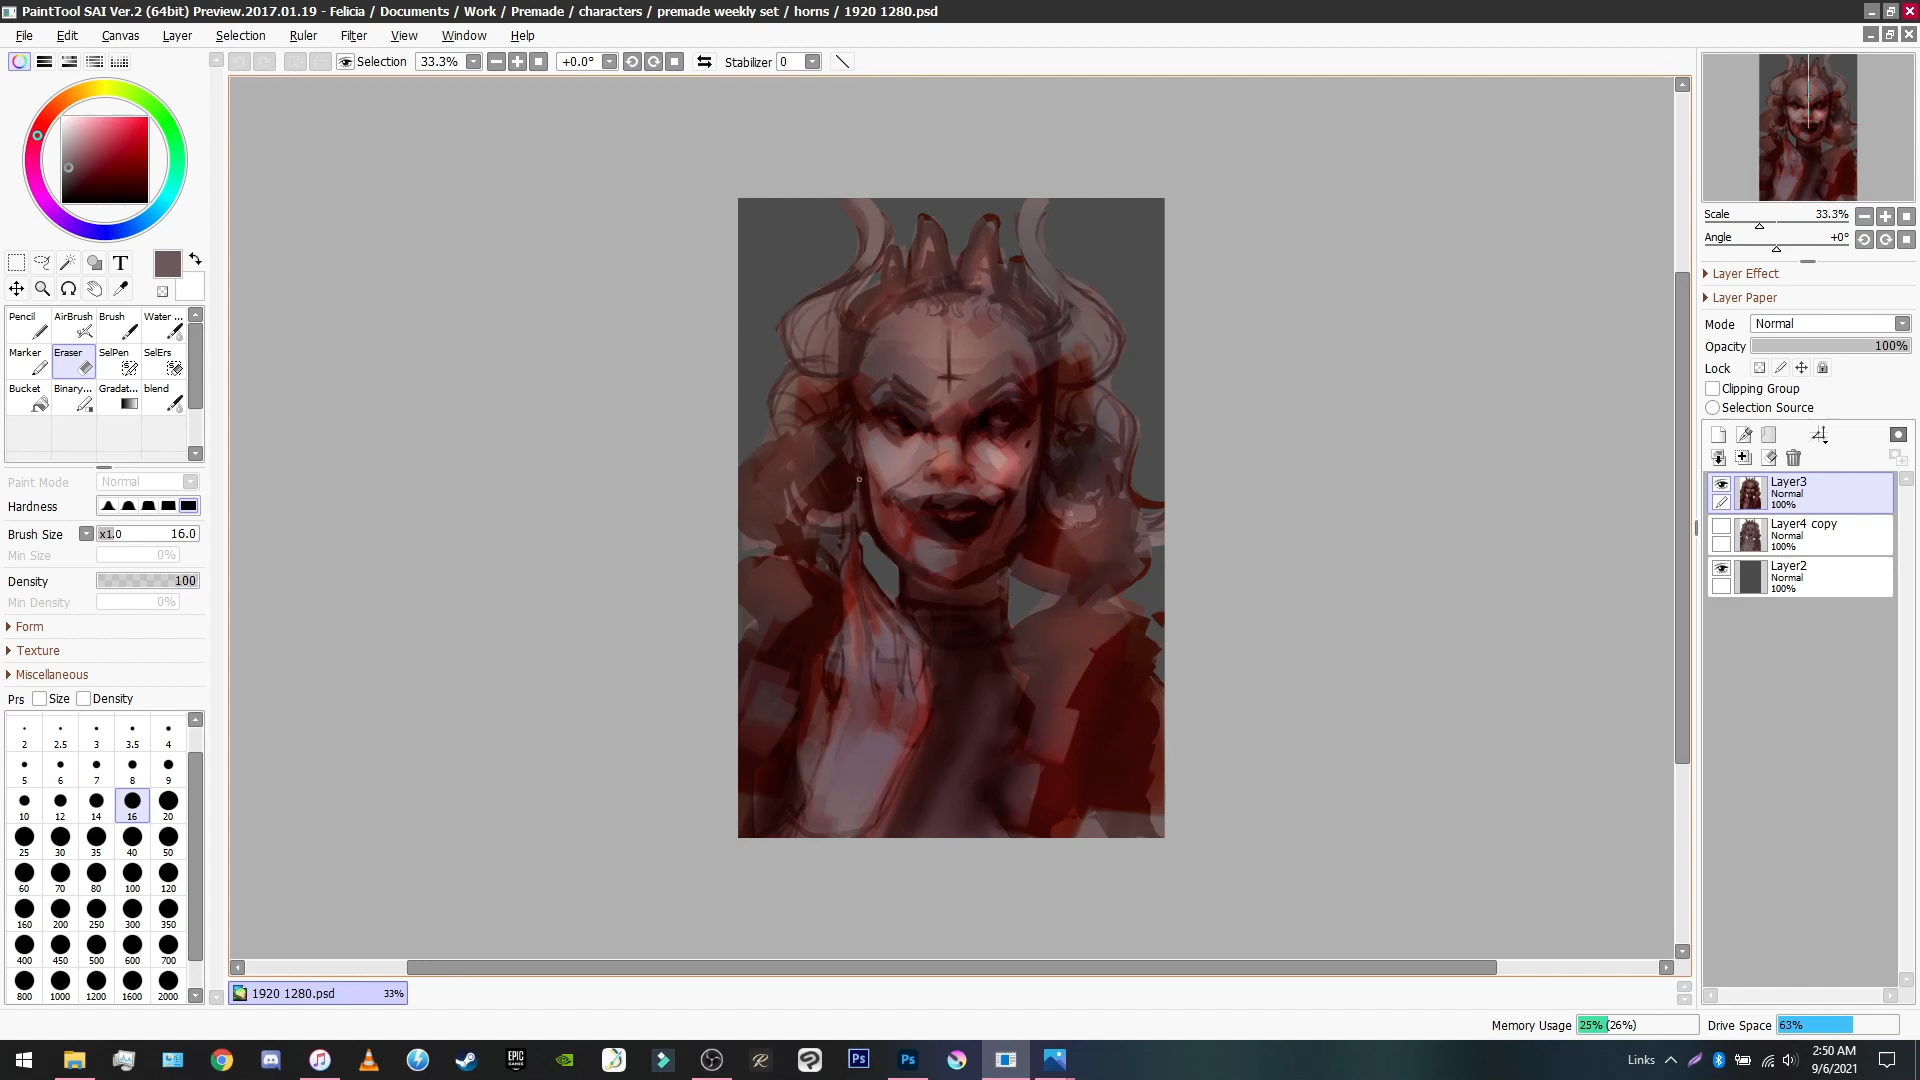 PaintTool SAI Ver.2 (64bit) Preview.2017.01.19 - Felicia / Documents / Work / Premade / characters / premade weekly set / horns / 1920 1280.psd
File Edit Canvas Layer Selection Ruler Filter View Window Help
Selection 33.3% +0.0° Stabilizer 0
Scale 33.3%
Angle +0°
Layer Effect
Layer Paper
Mode Normal
Opacity 100%
Lock
Clipping Group
Selection Source
Layer3
Normal
100%
Layer4 copy
Normal
100%
Layer2
Normal
100%
T
Pencil AirBrush Brush Water ...
Marker Eraser SelPen SelErs
Bucket Binary... Gradat... blend
Paint Mode Normal
Hardness
Brush Size x1.0 16.0
Min Size 0%
Density 100
Min Density 0%
Form
Texture
Miscellaneous
Prs Size Density
2 2.5 3 3.5 4
5 6 7 8 9
10 12 14 16 20
25 30 35 40 50
60 70 80 100 120
160 200 250 300 350
400 450 500 600 700
800 1000 1200 1600 2000
1920 1280.psd 33%
Memory Usage 25% (26%) Drive Space 63%
EPIC GAMES Ps Ps
Links 2:50 AM
9/6/2021